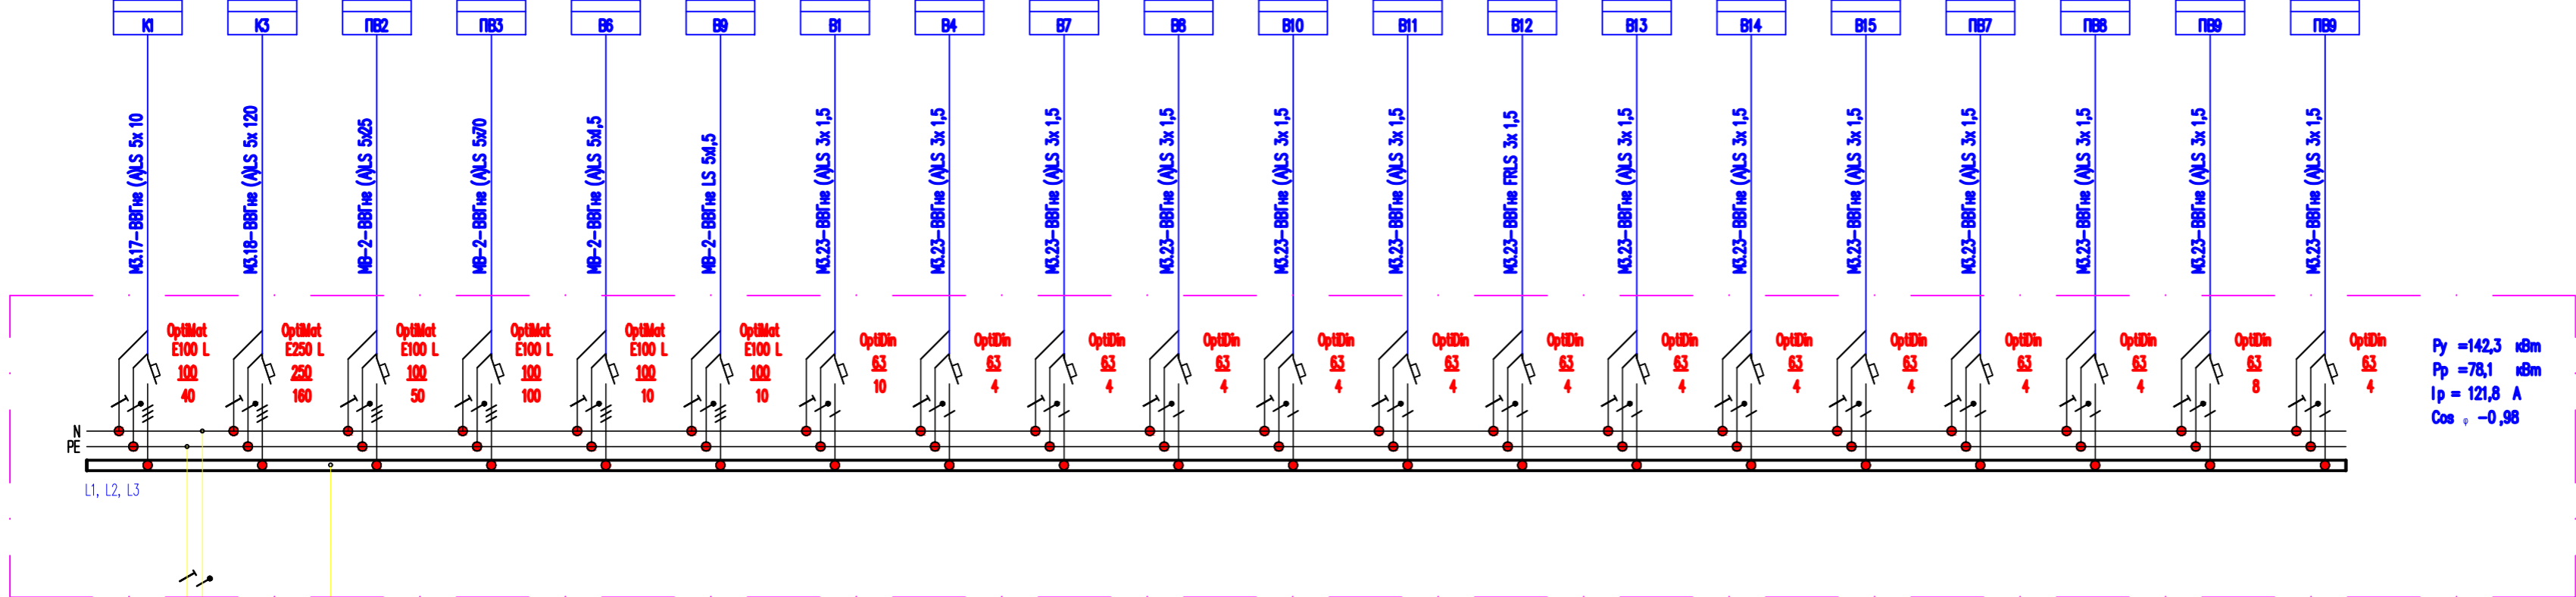 К1 К3 ПВ2 ПВ3 В6 В9 В1 В4 В7 В8 В10 В11 В12 В13 В14 В15 ПВ7 ПВ8 ПВ9 ПВ9
М3.17-ВВГнг (А)LS 5х 10
М3.18-ВВГнг (А)LS 5х 120
МВ-2-ВВГнг (А)LS 5х25
МВ-2-ВВГнг (А)LS 5х70
МВ-2-ВВГнг (А)LS 5х1,5
МВ-2-ВВГнг LS 5х1,5
М3.23-ВВГнг (А)LS 3х 1,5
М3.23-ВВГнг (А)LS 3х 1,5
М3.23-ВВГнг (А)LS 3х 1,5
М3.23-ВВГнг (А)LS 3х 1,5
М3.23-ВВГнг (А)LS 3х 1,5
М3.23-ВВГнг (А)LS 3х 1,5
М3.23-ВВГнг FRLS 3х 1,5
М3.23-ВВГнг (А)LS 3х 1,5
М3.23-ВВГнг (А)LS 3х 1,5
М3.23-ВВГнг (А)LS 3х 1,5
М3.23-ВВГнг (А)LS 3х 1,5
М3.23-ВВГнг (А)LS 3х 1,5
М3.23-ВВГнг (А)LS 3х 1,5
М3.23-ВВГнг (А)LS 3х 1,5
OptiMat OptiMat OptiMat OptiMat OptiMat OptiMat
E100 L E250 L E100 L E100 L E100 L E100 L
100 250 100 100 100 100
40 160 50 100 10 10
OptiDin OptiDin OptiDin OptiDin OptiDin OptiDin OptiDin OptiDin OptiDin OptiDin OptiDin OptiDin OptiDin OptiDin
63 63 63 63 63 63 63 63 63 63 63 63 63 63
10 4 4 4 4 4 4 4 4 4 4 4 8 4
Ру =142,3 кВт
Рр =78,1 кВт
Iр = 121,8 А
Cos φ -0,98
N
PE
L1, L2, L3